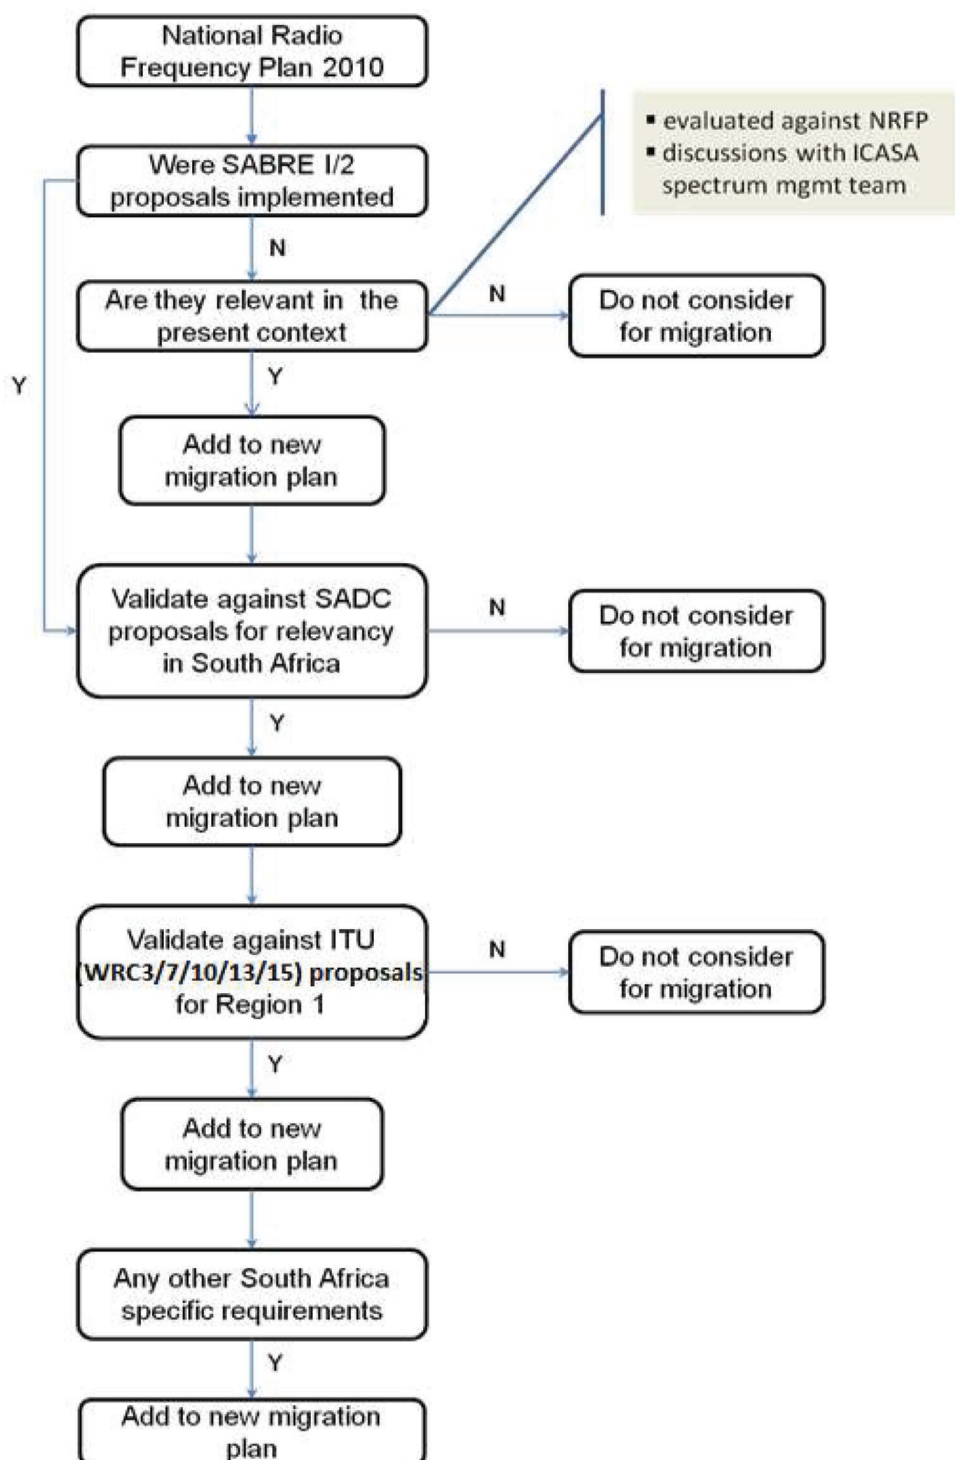 National Radio
Frequency Plan 2010
▪ evaluated against NRFP
▪ discussions with ICASA
spectrum mgmt team
Were SABRE I/2
proposals implemented
N
Are they relevant in the
present context
N
Do not consider
for migration
Y
Y
Add to new
migration plan
Validate against SADC
proposals for relevancy
in South Africa
N
Do not consider
for migration
Y
Add to new
migration plan
Validate against ITU
(WRC3/7/10/13/15) proposals
for Region 1
N
Do not consider
for migration
Y
Add to new
migration plan
Any other South Africa
specific requirements
Y
Add to new migration
plan